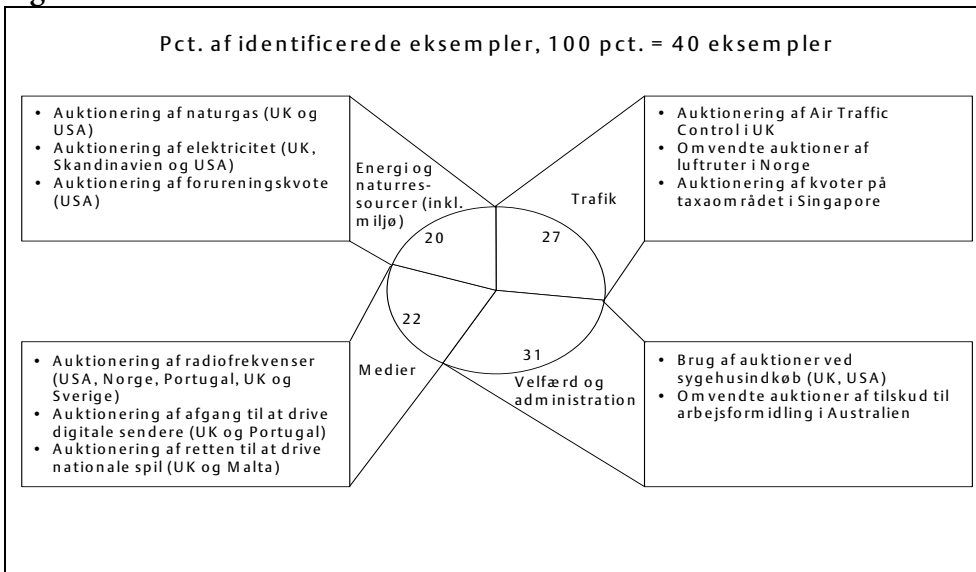 Pct. af identificerede eksempler, 100 pct. = 40 eksempler
• Auktionering af naturgas (UK og
USA)
• Auktionering af elektricitet (UK,
Skandinavien og USA)
• Auktionering af forureningskvote
(USA)
Energi og
naturres-
sourcer (inkl.
miljø)
20
27
Trafik
• Auktionering af Air Traffic
Control i UK
• Omvendte auktioner af
luftruter i Norge
• Auktionering af kvoter på
taxaområdet i Singapore
• Auktionering af radiofrekvenser
(USA, Norge, Portugal, UK og
Sverige)
• Auktionering af afgang til at drive
digitale sendere (UK og Portugal)
• Auktionering af retten til at drive
nationale spil (UK og Malta)
22
Medier
31
Velfærd og
administration
• Brug af auktioner ved
sygehusindkøb (UK, USA)
• Omvendte auktioner af tilskud til
arbejsformidling i Australien